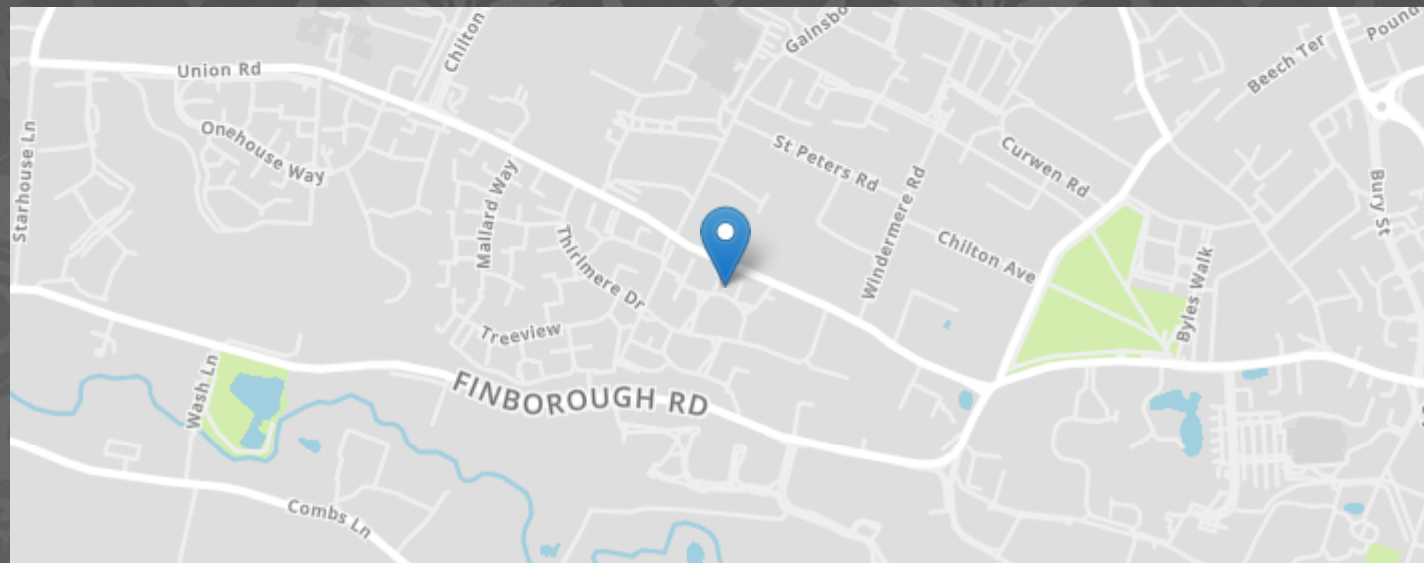 Chilton
Gainsbo
Pound
Beech Ter
Union Rd
Onehouse Way
Starhouse Ln
St Peters Rd
Curwen Rd
Mallard Way
Bury St
Windermere Rd
Thirlmere Dr
Chilton Ave
Byles Walk
Treeview
Wash Ln
FINBOROUGH RD
Combs Ln